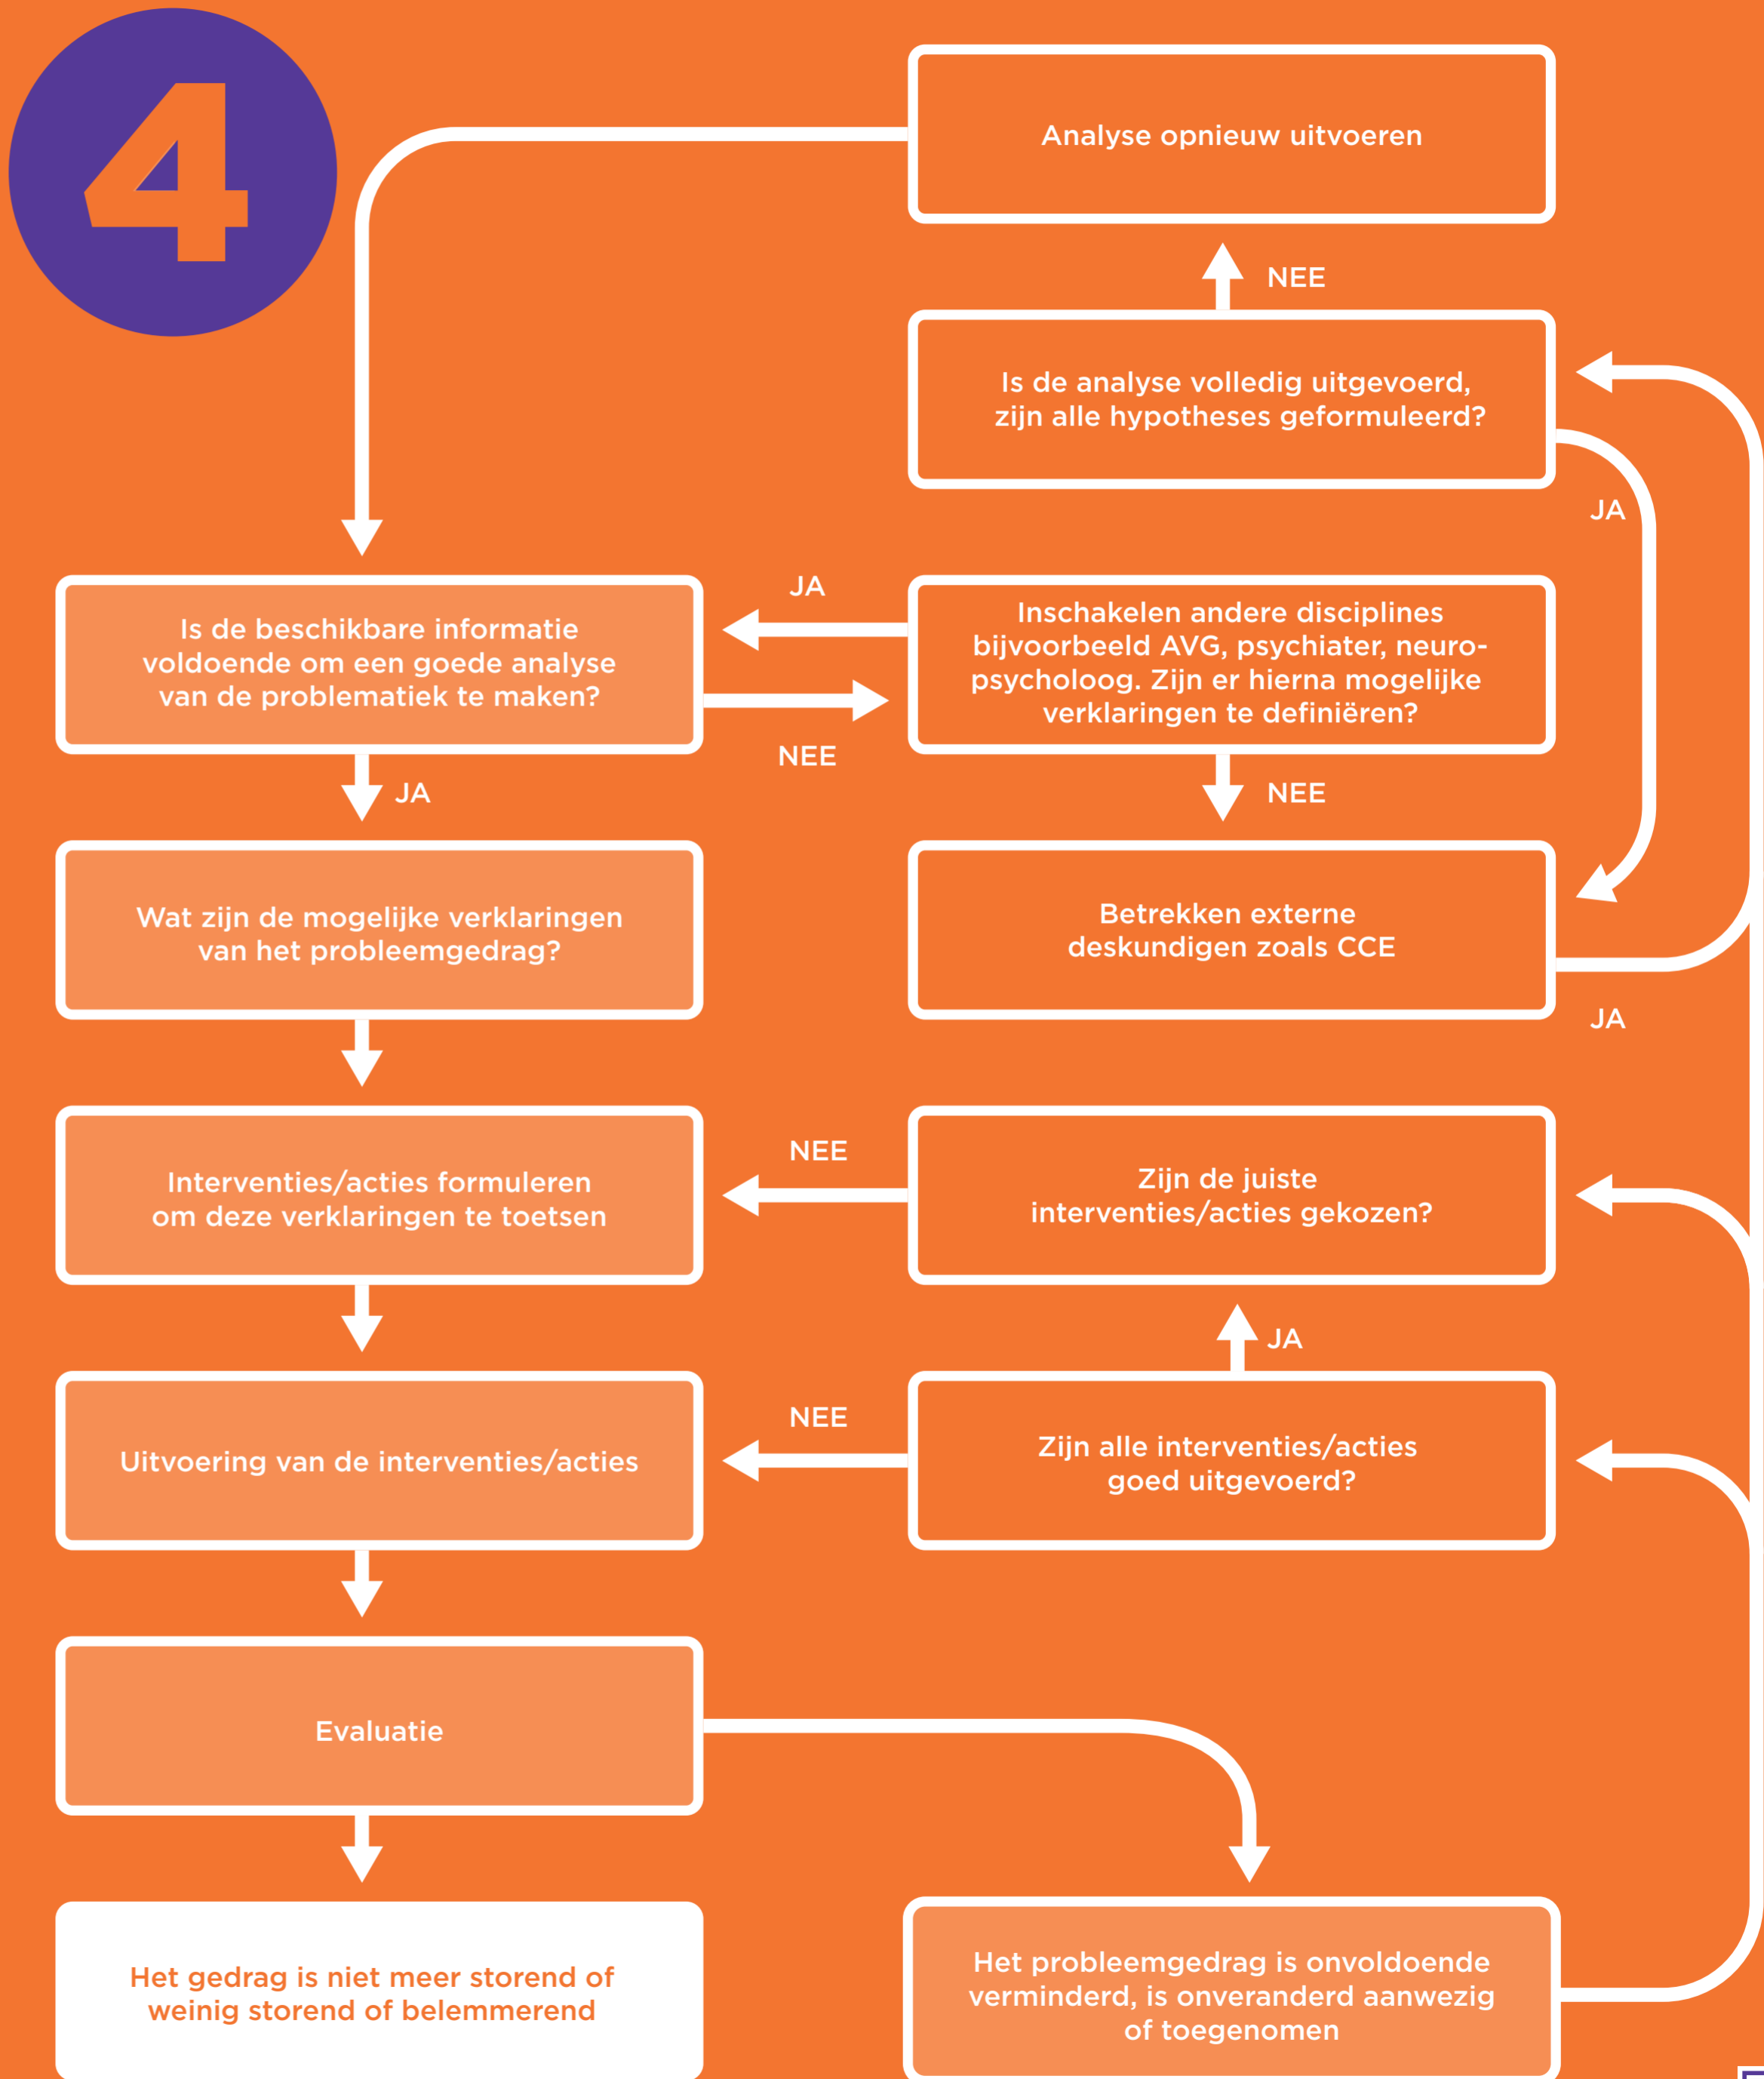 4
Analyse opnieuw uitvoeren
NEE
Is de analyse volledig uitgevoerd,
zijn alle hypotheses geformuleerd?
JA
Is de beschikbare informatie
voldoende om een goede analyse
van de problematiek te maken?
JA
NEE
Inschakelen andere disciplines
bijvoorbeeld AVG, psychiater, neuro-
psycholoog. Zijn er hierna mogelijke
verklaringen te definiëren?
JA
NEE
Wat zijn de mogelijke verklaringen
van het probleemgedrag?
Betrekken externe
deskundigen zoals CCE
JA
Interventies/acties formuleren
om deze verklaringen te toetsen
NEE
Zijn de juiste
interventies/acties gekozen?
JA
Uitvoering van de interventies/acties
NEE
Zijn alle interventies/acties
goed uitgevoerd?
Evaluatie
Het gedrag is niet meer storend of
weinig storend of belemmerend
Het probleemgedrag is onvoldoende
verminderd, is onveranderd aanwezig
of toegenomen